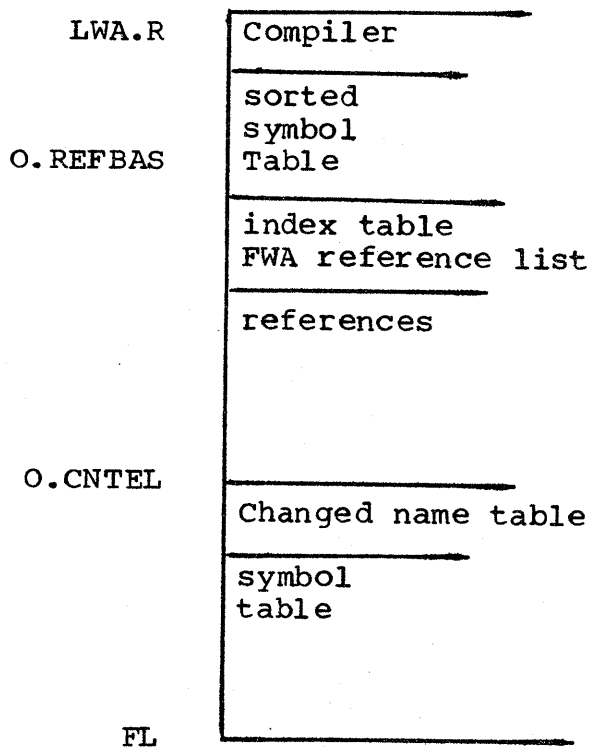 LWA.R Compiler
sorted
symbol
O.REFBAS Table
index table
FWA reference list
references
O.CNTEL
Changed name table
symbol
table
FL